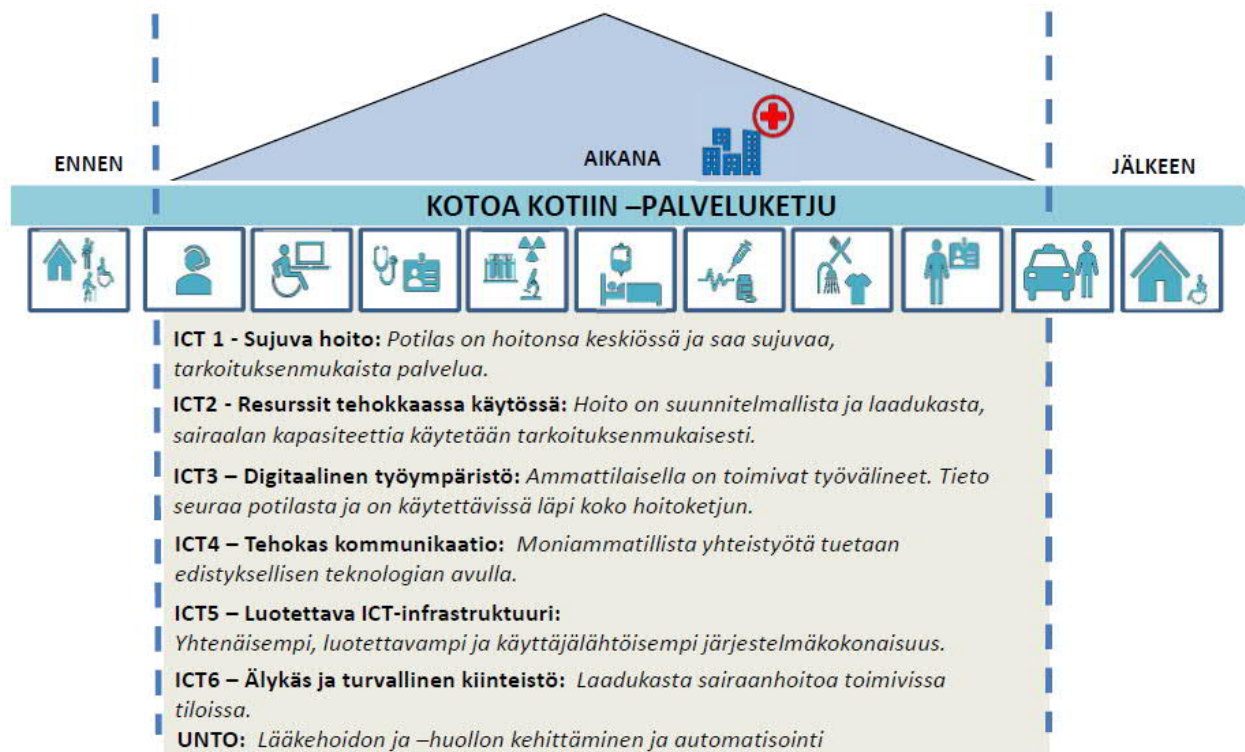 ENNEN
AIKANA
JÄLKEEN
KOTOA KOTIIN –PALVELUKETJU
ICT 1 - Sujuva hoito: Potilas on hoitonsa keskiössä ja saa sujuvaa,
tarkoituksenmukaista palvelua.
ICT2 - Resurssit tehokkaassa käytössä: Hoito on suunnitelmallista ja laadukasta,
sairaalan kapasiteettia käytetään tarkoituksenmukaisesti.
ICT3 – Digitaalinen työympäristö: Ammattilaisella on toimivat työvälineet. Tieto
seuraa potilasta ja on käytettävissä läpi koko hoitoketjun.
ICT4 – Tehokas kommunikaatio: Moniammatillista yhteistyötä tuetaan
edistyksellisen teknologian avulla.
ICT5 – Luotettava ICT-infrastruktuuri:
Yhtenäisempi, luotettavampi ja käyttäjälähtöisempi järjestelmäkokonaisuus.
ICT6 – Älykäs ja turvallinen kiinteistö: Laadukasta sairaanhoitoa toimivissa
tiloissa.
UNTO: Lääkehoidon ja –huollon kehittäminen ja automatisointi